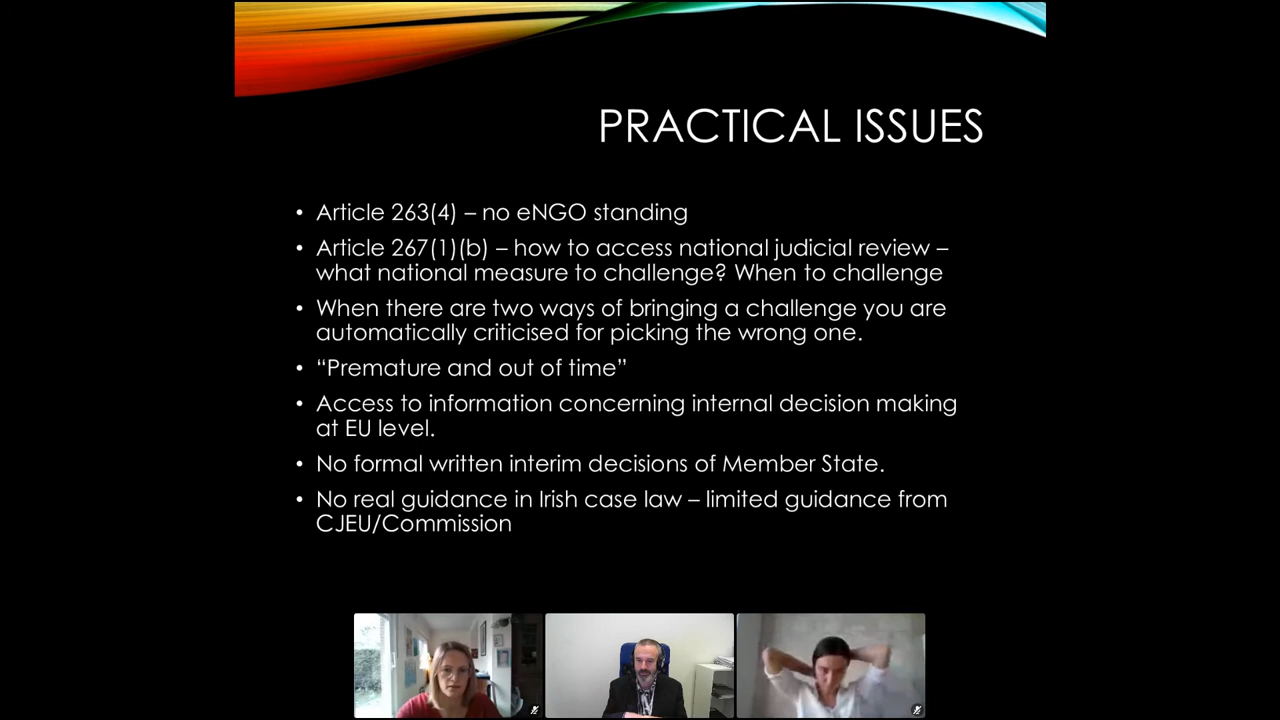 PRACTICAL ISSUES
• Article 263(4) – no eNGO standing
• Article 267(1)(b) – how to access national judicial review –
what national measure to challenge? When to challenge
• When there are two ways of bringing a challenge you are
automatically criticised for picking the wrong one.
• “Premature and out of time”
• Access to information concerning internal decision making
at EU level.
• No formal written interim decisions of Member State.
• No real guidance in Irish case law – limited guidance from
CJEU/Commission